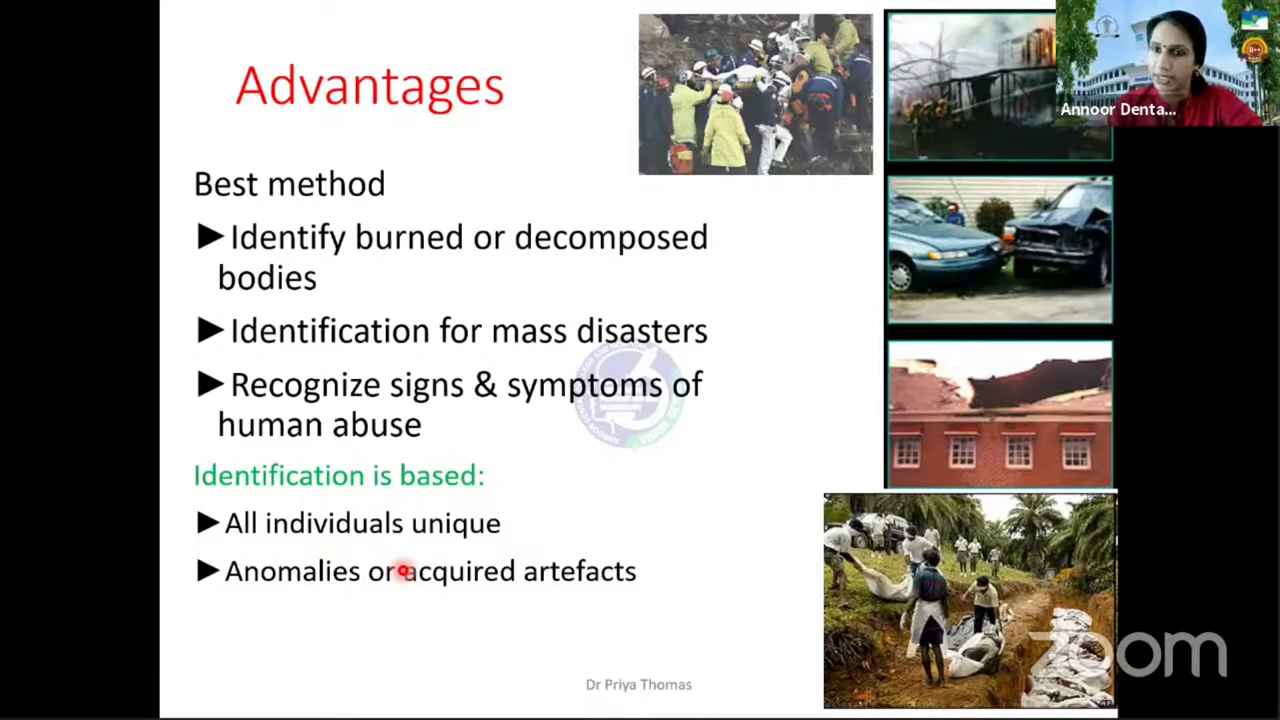 Advantages
Annoor Denta...
Best method
►Identify burned or decomposed
bodies
►Identification for mass disasters
►Recognize signs & symptoms of
human abuse
Identification is based:
►All individuals unique
►Anomalies or acquired artefacts
Dr Priya Thomas
zoom